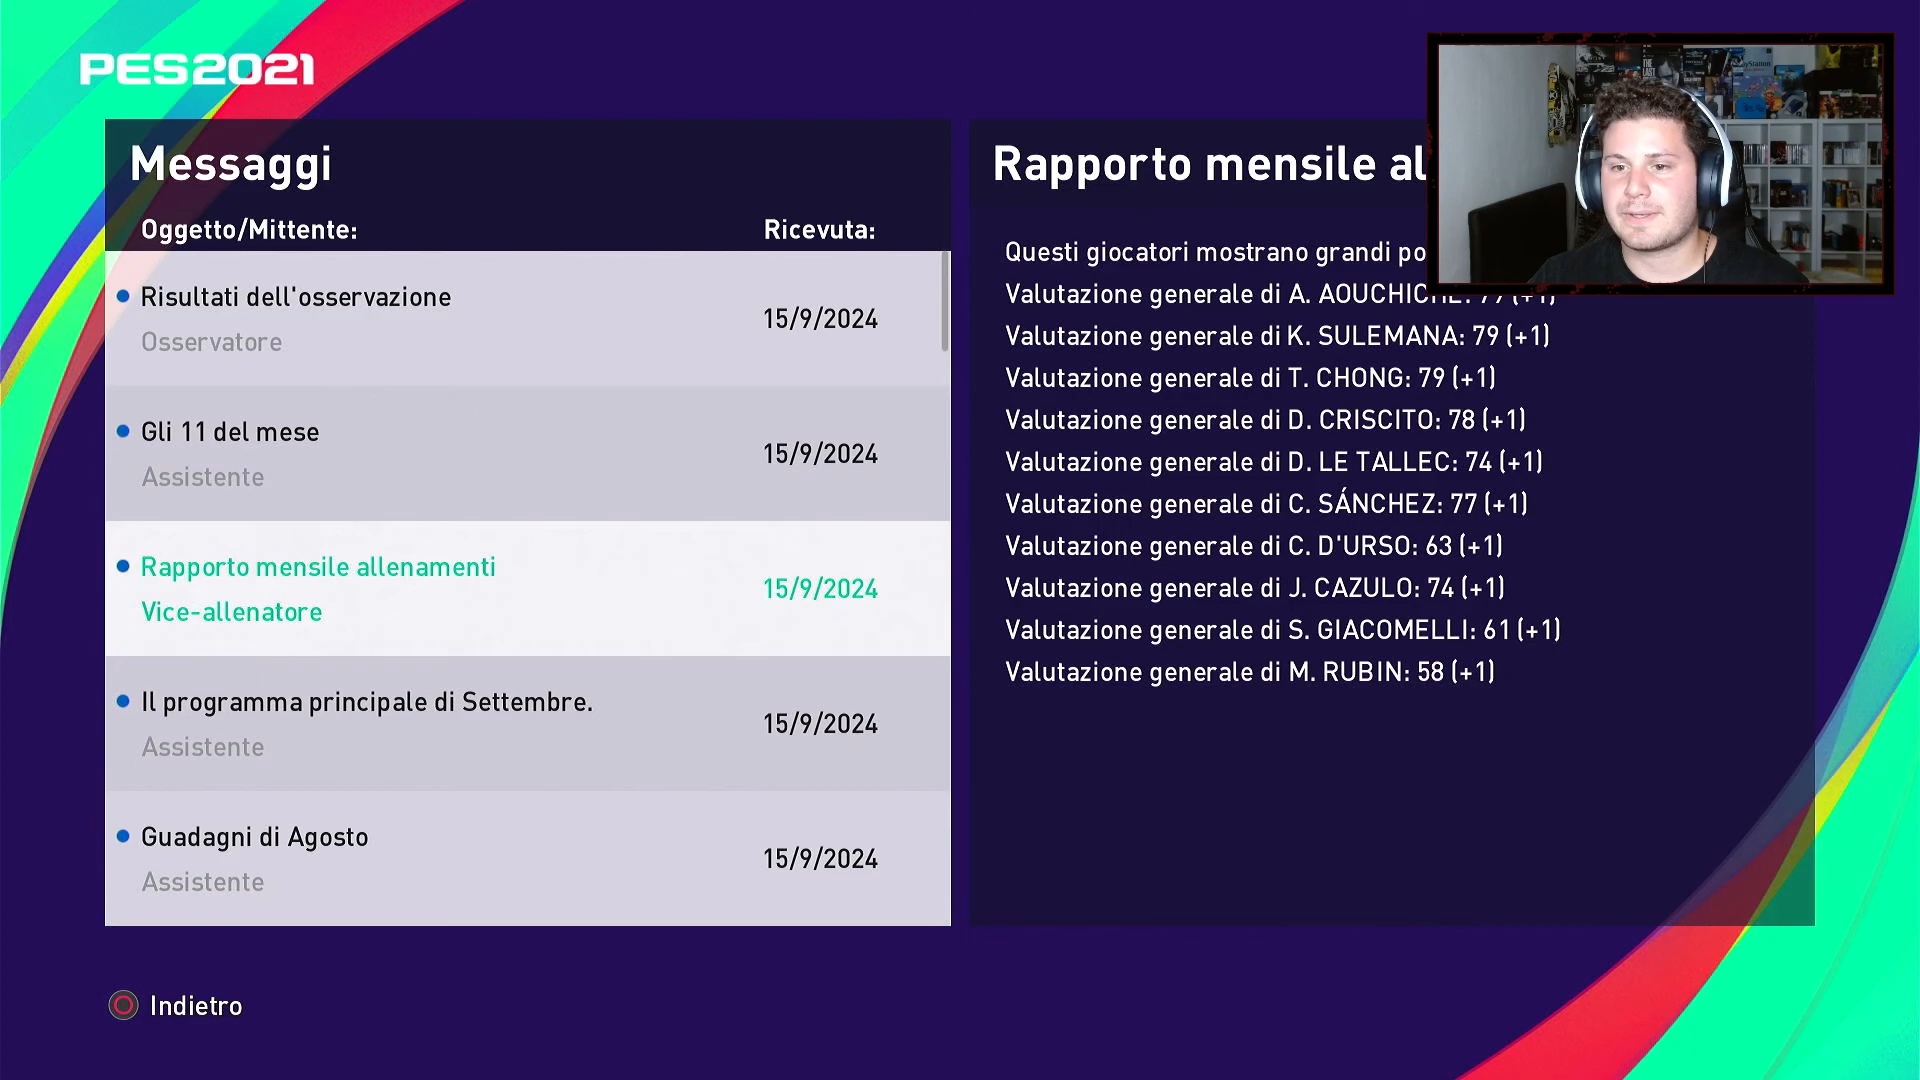 PES2021
Messaggi
Oggetto/Mittente: Ricevuta:
Risultati dell'osservazione
Osservatore
15/9/2024
Gli 11 del mese
Assistente
15/9/2024
Rapporto mensile allenamenti
Vice-allenatore
15/9/2024
Il programma principale di Settembre.
Assistente
15/9/2024
Guadagni di Agosto
Assistente
15/9/2024
Rapporto mensile al
Questi giocatori mostrano grandi po
Valutazione generale di A.
Valutazione generale di K. SULEMANA: 79 (+1)
Valutazione generale di T. CHONG: 79 (+1)
Valutazione generale di D. CRISCITO: 78 (+1)
Valutazione generale di D. LE TALLEC: 74 (+1)
Valutazione generale di C. SÁNCHEZ: 77 (+1)
Valutazione generale di C. D'URSO: 63 (+1)
Valutazione generale di J. CAZULO: 74 (+1)
Valutazione generale di S. GIACOMELLI: 61 (+1)
Valutazione generale di M. RUBIN: 58 (+1)
Indietro